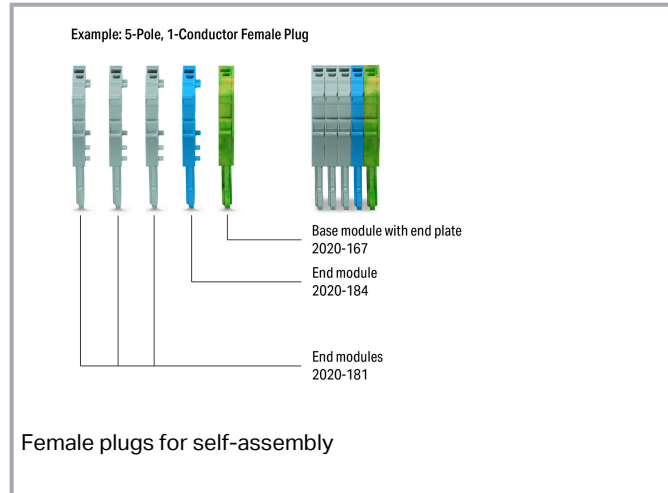 Example: 5-Pole, 1-Conductor Female Plug
Base module with end plate
2020-167
End module
2020-184
End modules
2020-181
Female plugs for self-assembly